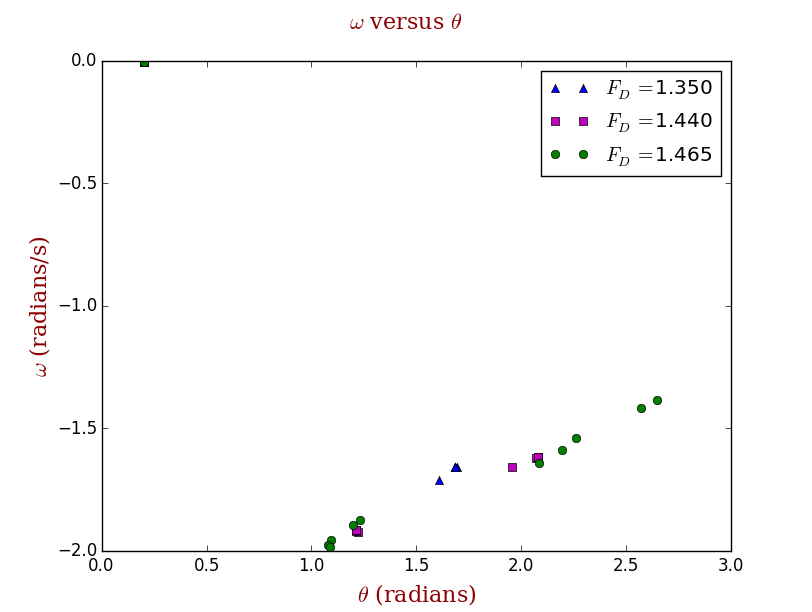 ω versus θ
0.0
−0.5
−1.0
−1.5
−2.0
ω (radians/s)
F_D =1.350
F_D =1.440
F_D =1.465
0.0 0.5 1.0 1.5 2.0 2.5 3.0
θ (radians)